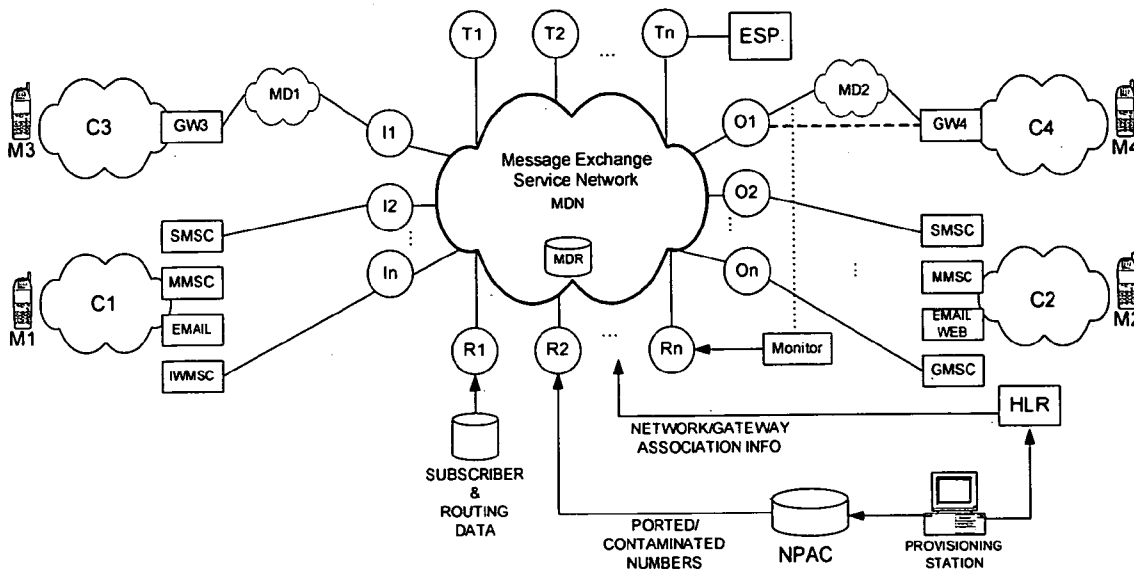 T1
T2
...
Tn
ESP
MD1
MD2
C3
GW3
M3
I1
O1
GW4
C4
M4
Message Exchange
Service Network
MDN
I2
O2
SMSC
SMSC
MMSC
MDR
In
On
MMSC
C1
EMAIL
M1
IWMSC
C2
EMAIL
WEB
M2
GMSC
R1
R2
...
Rn
Monitor
HLR
NETWORK/GATEWAY
ASSOCIATION INFO
SUBSCRIBER
&
ROUTING
DATA
PORTED/
CONTAMINATED
NUMBERS
NPAC
PROVISIONING
STATION